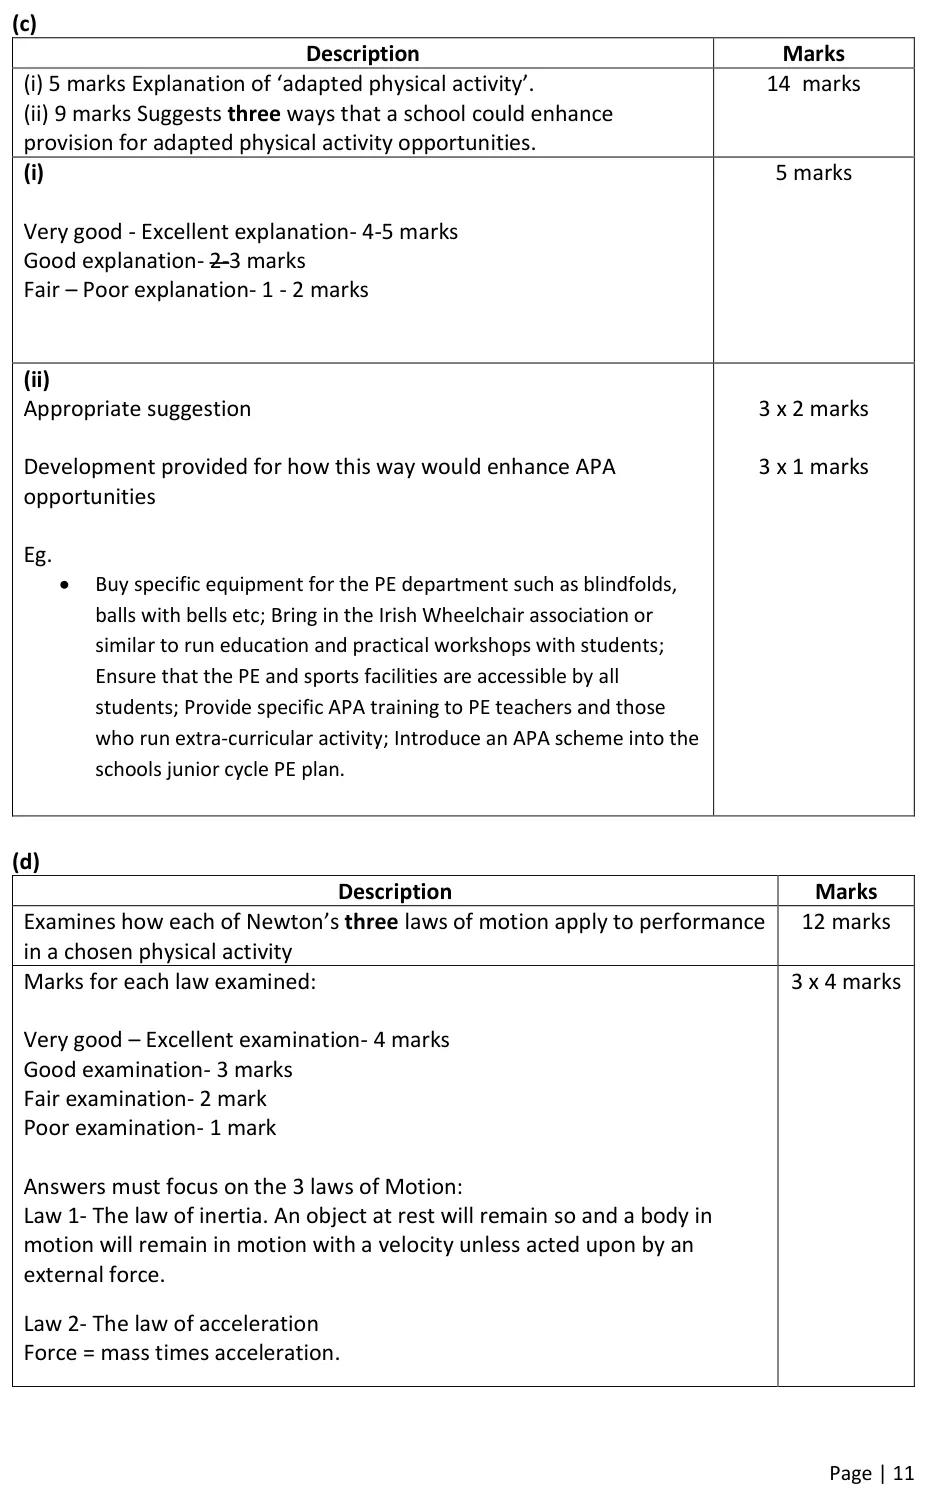 (c)
Description Marks
(i) 5 marks Explanation of ‘adapted physical activity’. 14 marks
(ii) 9 marks Suggests three ways that a school could enhance
provision for adapted physical activity opportunities.
(i) 5 marks
Very good - Excellent explanation- 4-5 marks
Good explanation- 2-3 marks
Fair – Poor explanation- 1 - 2 marks
(ii)
Appropriate suggestion 3 x 2 marks
Development provided for how this way would enhance APA 3 x 1 marks
opportunities
Eg.
• Buy specific equipment for the PE department such as blindfolds,
balls with bells etc; Bring in the Irish Wheelchair association or
similar to run education and practical workshops with students;
Ensure that the PE and sports facilities are accessible by all
students; Provide specific APA training to PE teachers and those
who run extra-curricular activity; Introduce an APA scheme into the
schools junior cycle PE plan.
(d)
Description Marks
Examines how each of Newton’s three laws of motion apply to performance 12 marks
in a chosen physical activity
Marks for each law examined: 3 x 4 marks
Very good – Excellent examination- 4 marks
Good examination- 3 marks
Fair examination- 2 mark
Poor examination- 1 mark
Answers must focus on the 3 laws of Motion:
Law 1- The law of inertia. An object at rest will remain so and a body in
motion will remain in motion with a velocity unless acted upon by an
external force.
Law 2- The law of acceleration
Force = mass times acceleration.
Page | 11